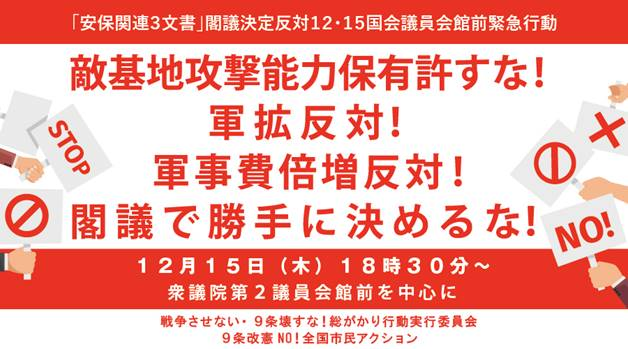 「安保関連3文書」閣議決定反対12・15国会議員会館前緊急行動
敵基地攻撃能力保有許すな!
軍拡反対!
軍事費倍増反対!
閣議で勝手に決めるな!
STOP
NO!
12月15日(木)18時30分~
衆議院第2議員会館前を中心に
戦争させない・9条壊すな!総がかり行動実行委員会
9条改憲NO!全国市民アクション